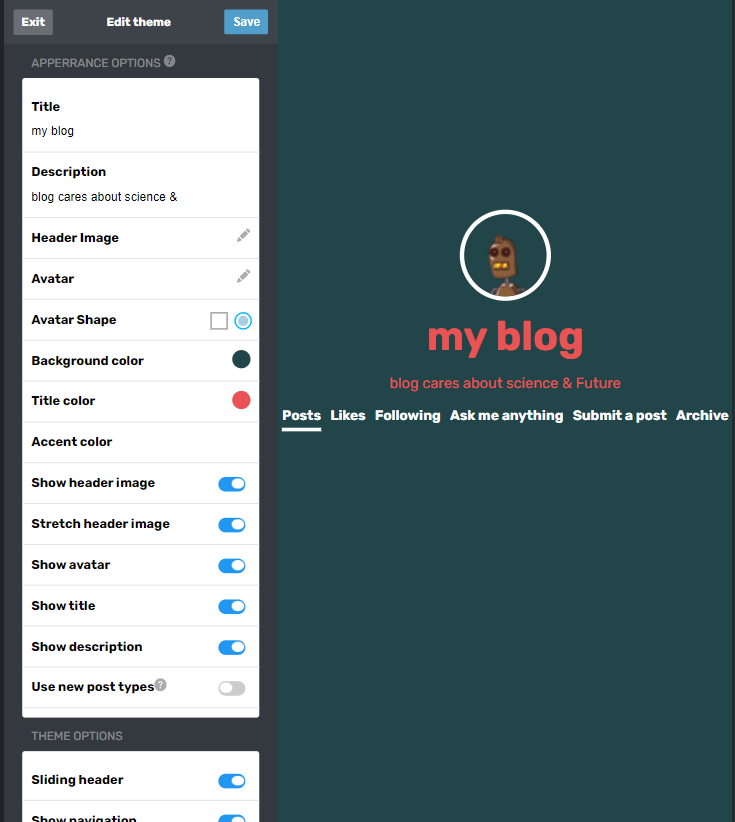 Exit Edit theme Save
APPERRANCE OPTIONS ?
Title
my blog
Description
blog cares about science &
Header Image
Avatar
Avatar Shape
Background color
Title color
Accent color
Show header image
Stretch header image
Show avatar
Show title
Show description
Use new post types ?
THEME OPTIONS
Sliding header
Show navigation
my blog
blog cares about science & Future
Posts Likes Following Ask me anything Submit a post Archive